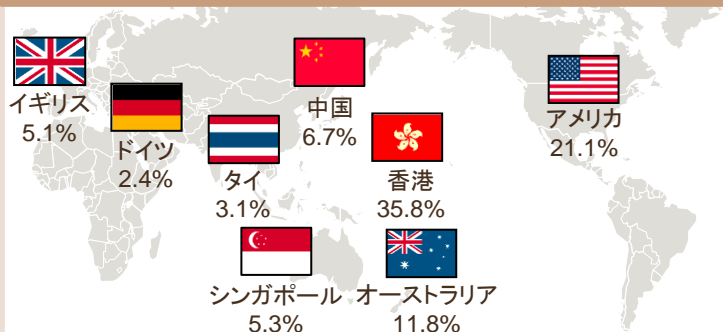 イギリス
5.1%
ドイツ
2.4%
タイ
3.1%
中国
6.7%
香港
35.8%
アメリカ
21.1%
シンガポール
5.3%
オーストラリア
11.8%